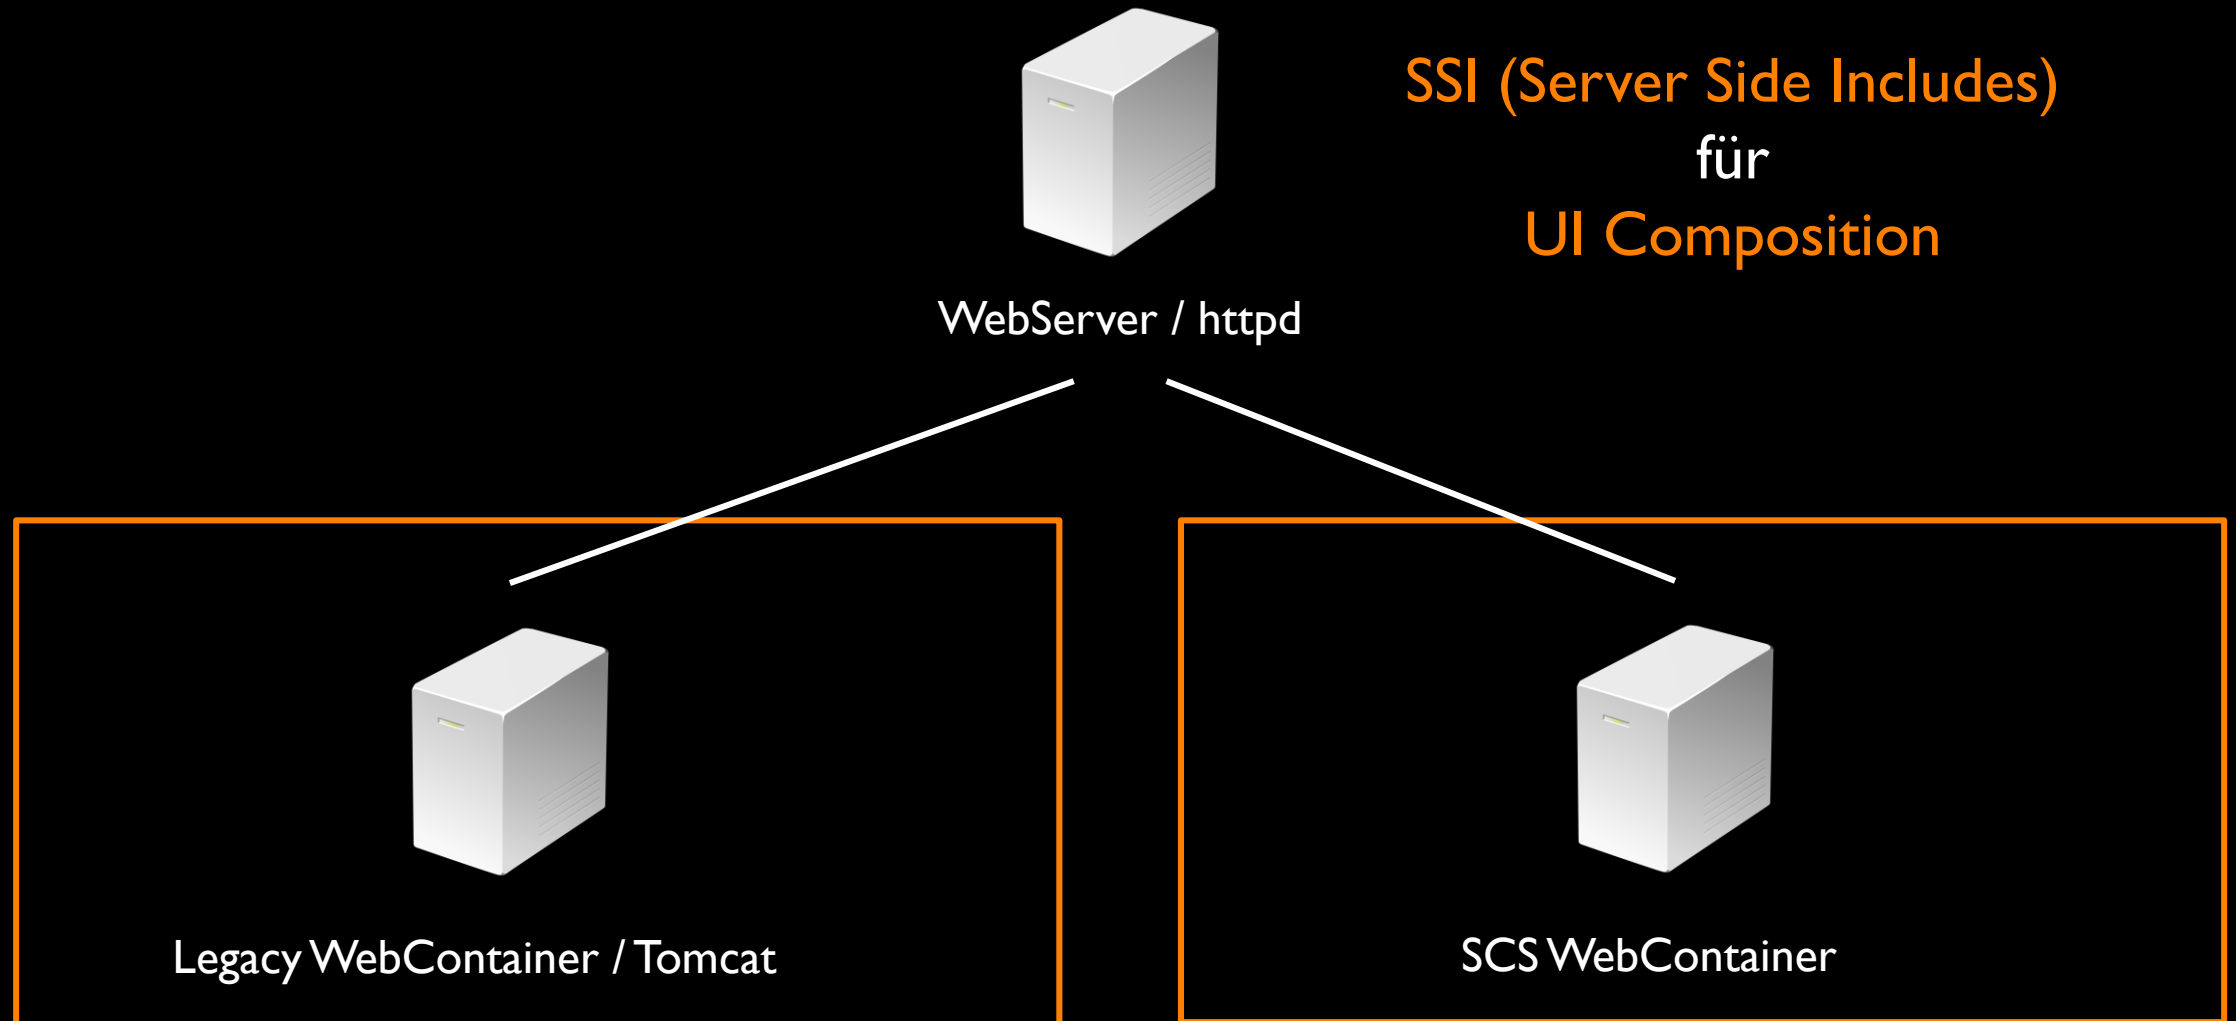 SSI (Server Side Includes)
für
UI Composition
WebServer / httpd
Legacy WebContainer / Tomcat
SCS WebContainer